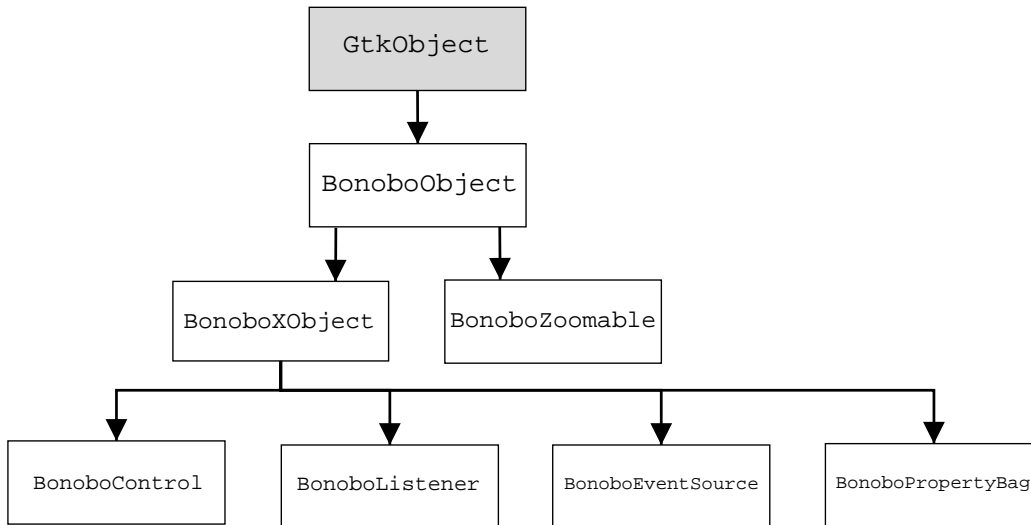 GtkObject
BonoboObject
BonoboXObject
BonoboZoomable
BonoboControl
BonoboListener
BonoboEventSource
BonoboPropertyBag